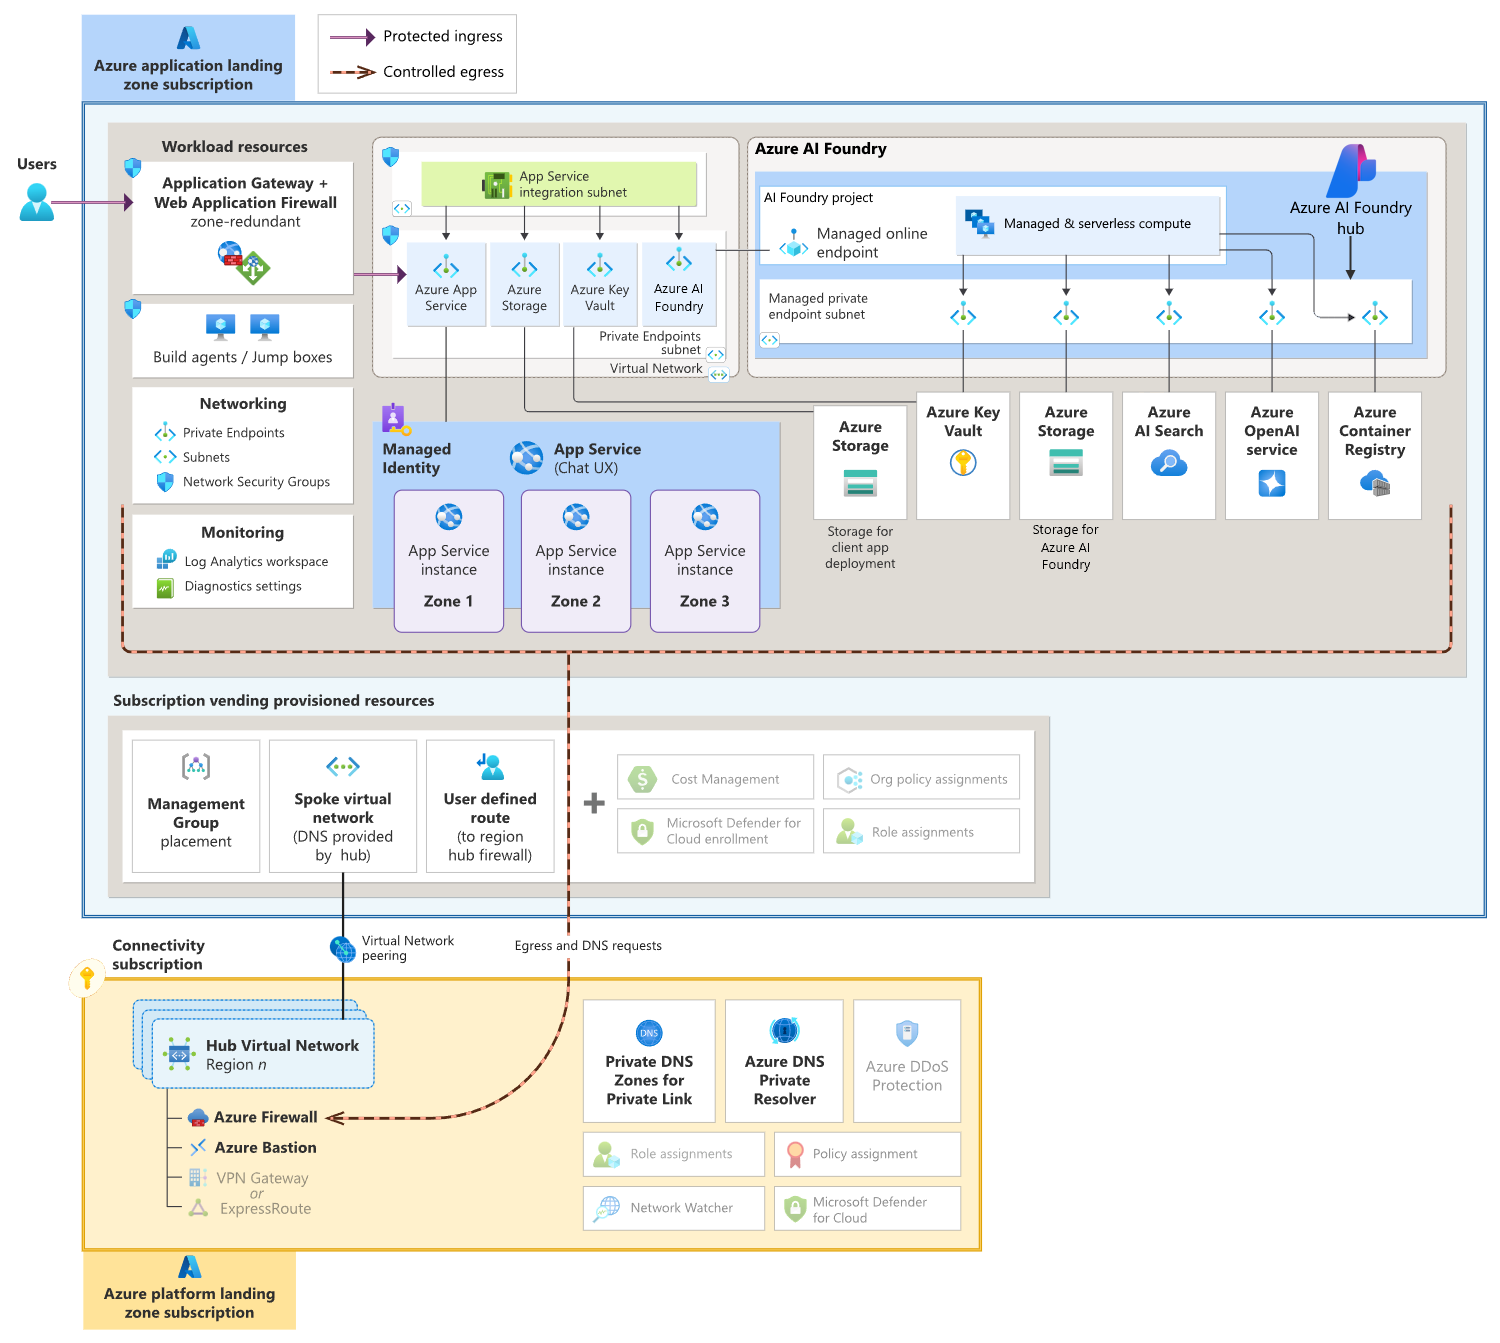 Azure application landing
zone subscription
Protected ingress
Controlled egress
Users
Workload resources
Application Gateway +
Web Application Firewall
zone-redundant
Build agents / Jump boxes
Networking
Private Endpoints
Subnets
Network Security Groups
Monitoring
Log Analytics workspace
Diagnostics settings
App Service
integration subnet
Azure App
Service
Azure
Storage
Azure Key
Vault
Azure AI
Foundry
Private Endpoints
subnet
Virtual Network
Azure AI Foundry
AI Foundry project
Managed online
endpoint
Managed & serverless compute
Azure AI Foundry
hub
Managed private
endpoint subnet
Managed
Identity
App Service
(Chat UX)
App Service
instance
Zone 1
App Service
instance
Zone 2
App Service
instance
Zone 3
Azure
Storage
Storage for
client app
deployment
Azure Key
Vault
Azure
Storage
Storage for
Azure AI
Foundry
Azure
AI Search
Azure
OpenAI
service
Azure
Container
Registry
Subscription vending provisioned resources
Management
Group
placement
Spoke virtual
network
(DNS provided
by hub)
User defined
route
(to region
hub firewall)
+
Cost Management
Org policy assignments
Microsoft Defender for
Cloud enrollment
Role assignments
Connectivity
subscription
Virtual Network
peering
Egress and DNS requests
Hub Virtual Network
Region n
Azure Firewall
Azure Bastion
VPN Gateway
or
ExpressRoute
DNS
Private DNS
Zones for
Private Link
Azure DNS
Private
Resolver
Azure DDoS
Protection
Role assignments
Policy assignment
Network Watcher
Microsoft Defender
for Cloud
Azure platform landing
zone subscription